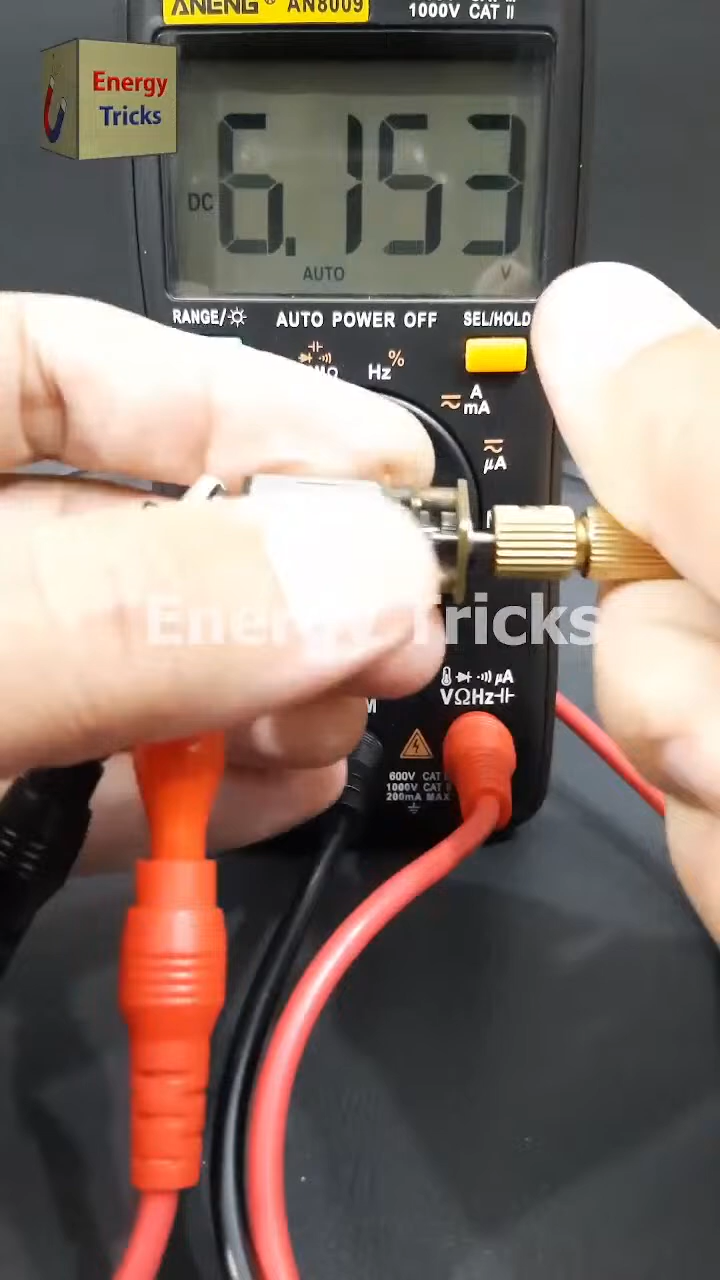 ANENG® AN8009
1000V CAT II
Energy
Tricks
6.153
DC
AUTO
V
RANGE/
AUTO POWER OFF
SEL/HOLD
Hz%
A
mA
μA
Energy Tricks
μA
VΩHz
M
600V CAT
1000V CAT
200mA MAX